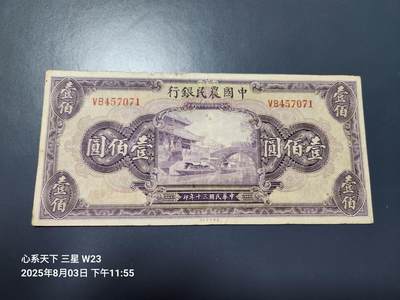 行銀民農國中
VB457071
VB457071
壹佰
壹佰
圓佰壹
圓佰壹
壹佰
壹佰
印年十三國民華中
心系天下 三星 W23
2025年8月03日 下午11:55